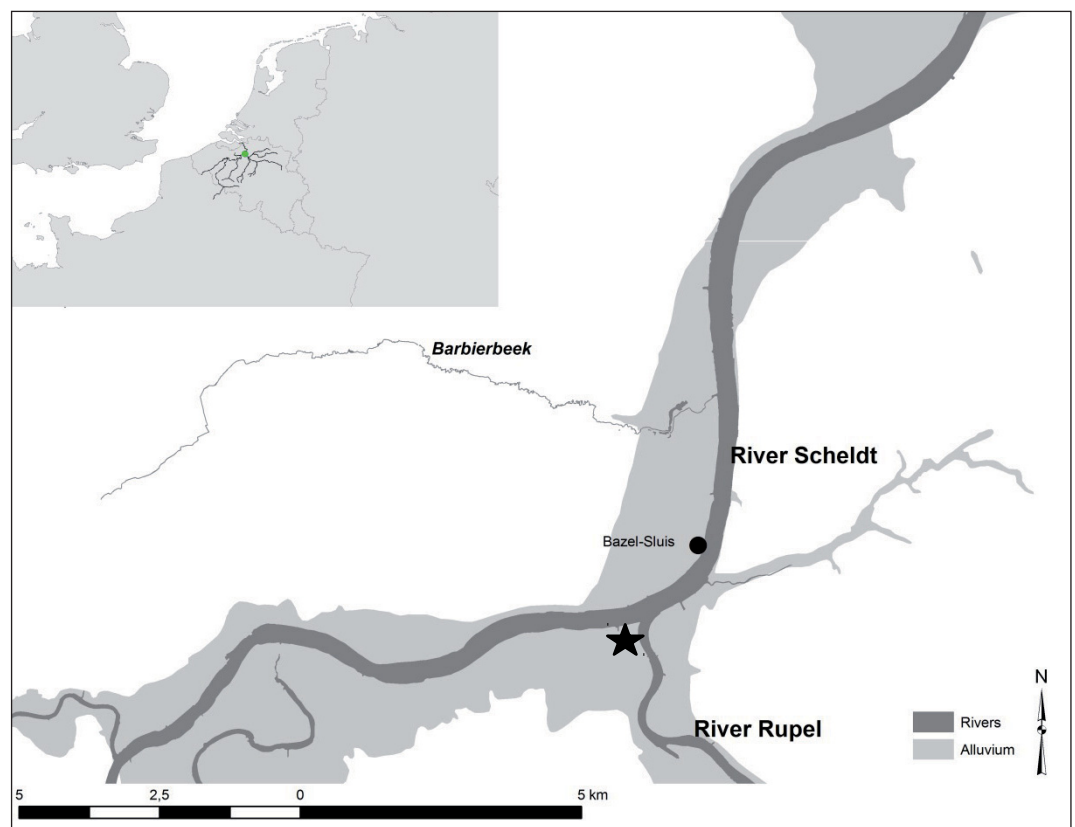 Barbierbeek
River Scheldt
Bazel-Sluis
N
River Rupel
Rivers
Alluvium
5 2,5 0 5 km